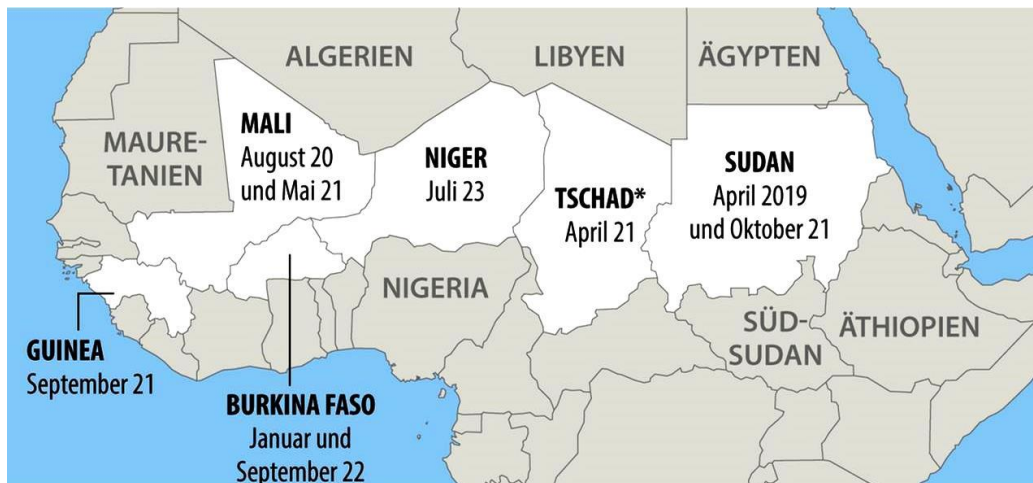 ALGERIEN
LIBYEN
ÄGYPTEN
MAURE-
TANIEN
MALI
August 20
und Mai 21
NIGER
Juli 23
TSCHAD*
April 21
SUDAN
April 2019
und Oktober 21
NIGERIA
SÜD-
SUDAN
ÄTHIOPIEN
GUINEA
September 21
BURKINA FASO
Januar und
September 22